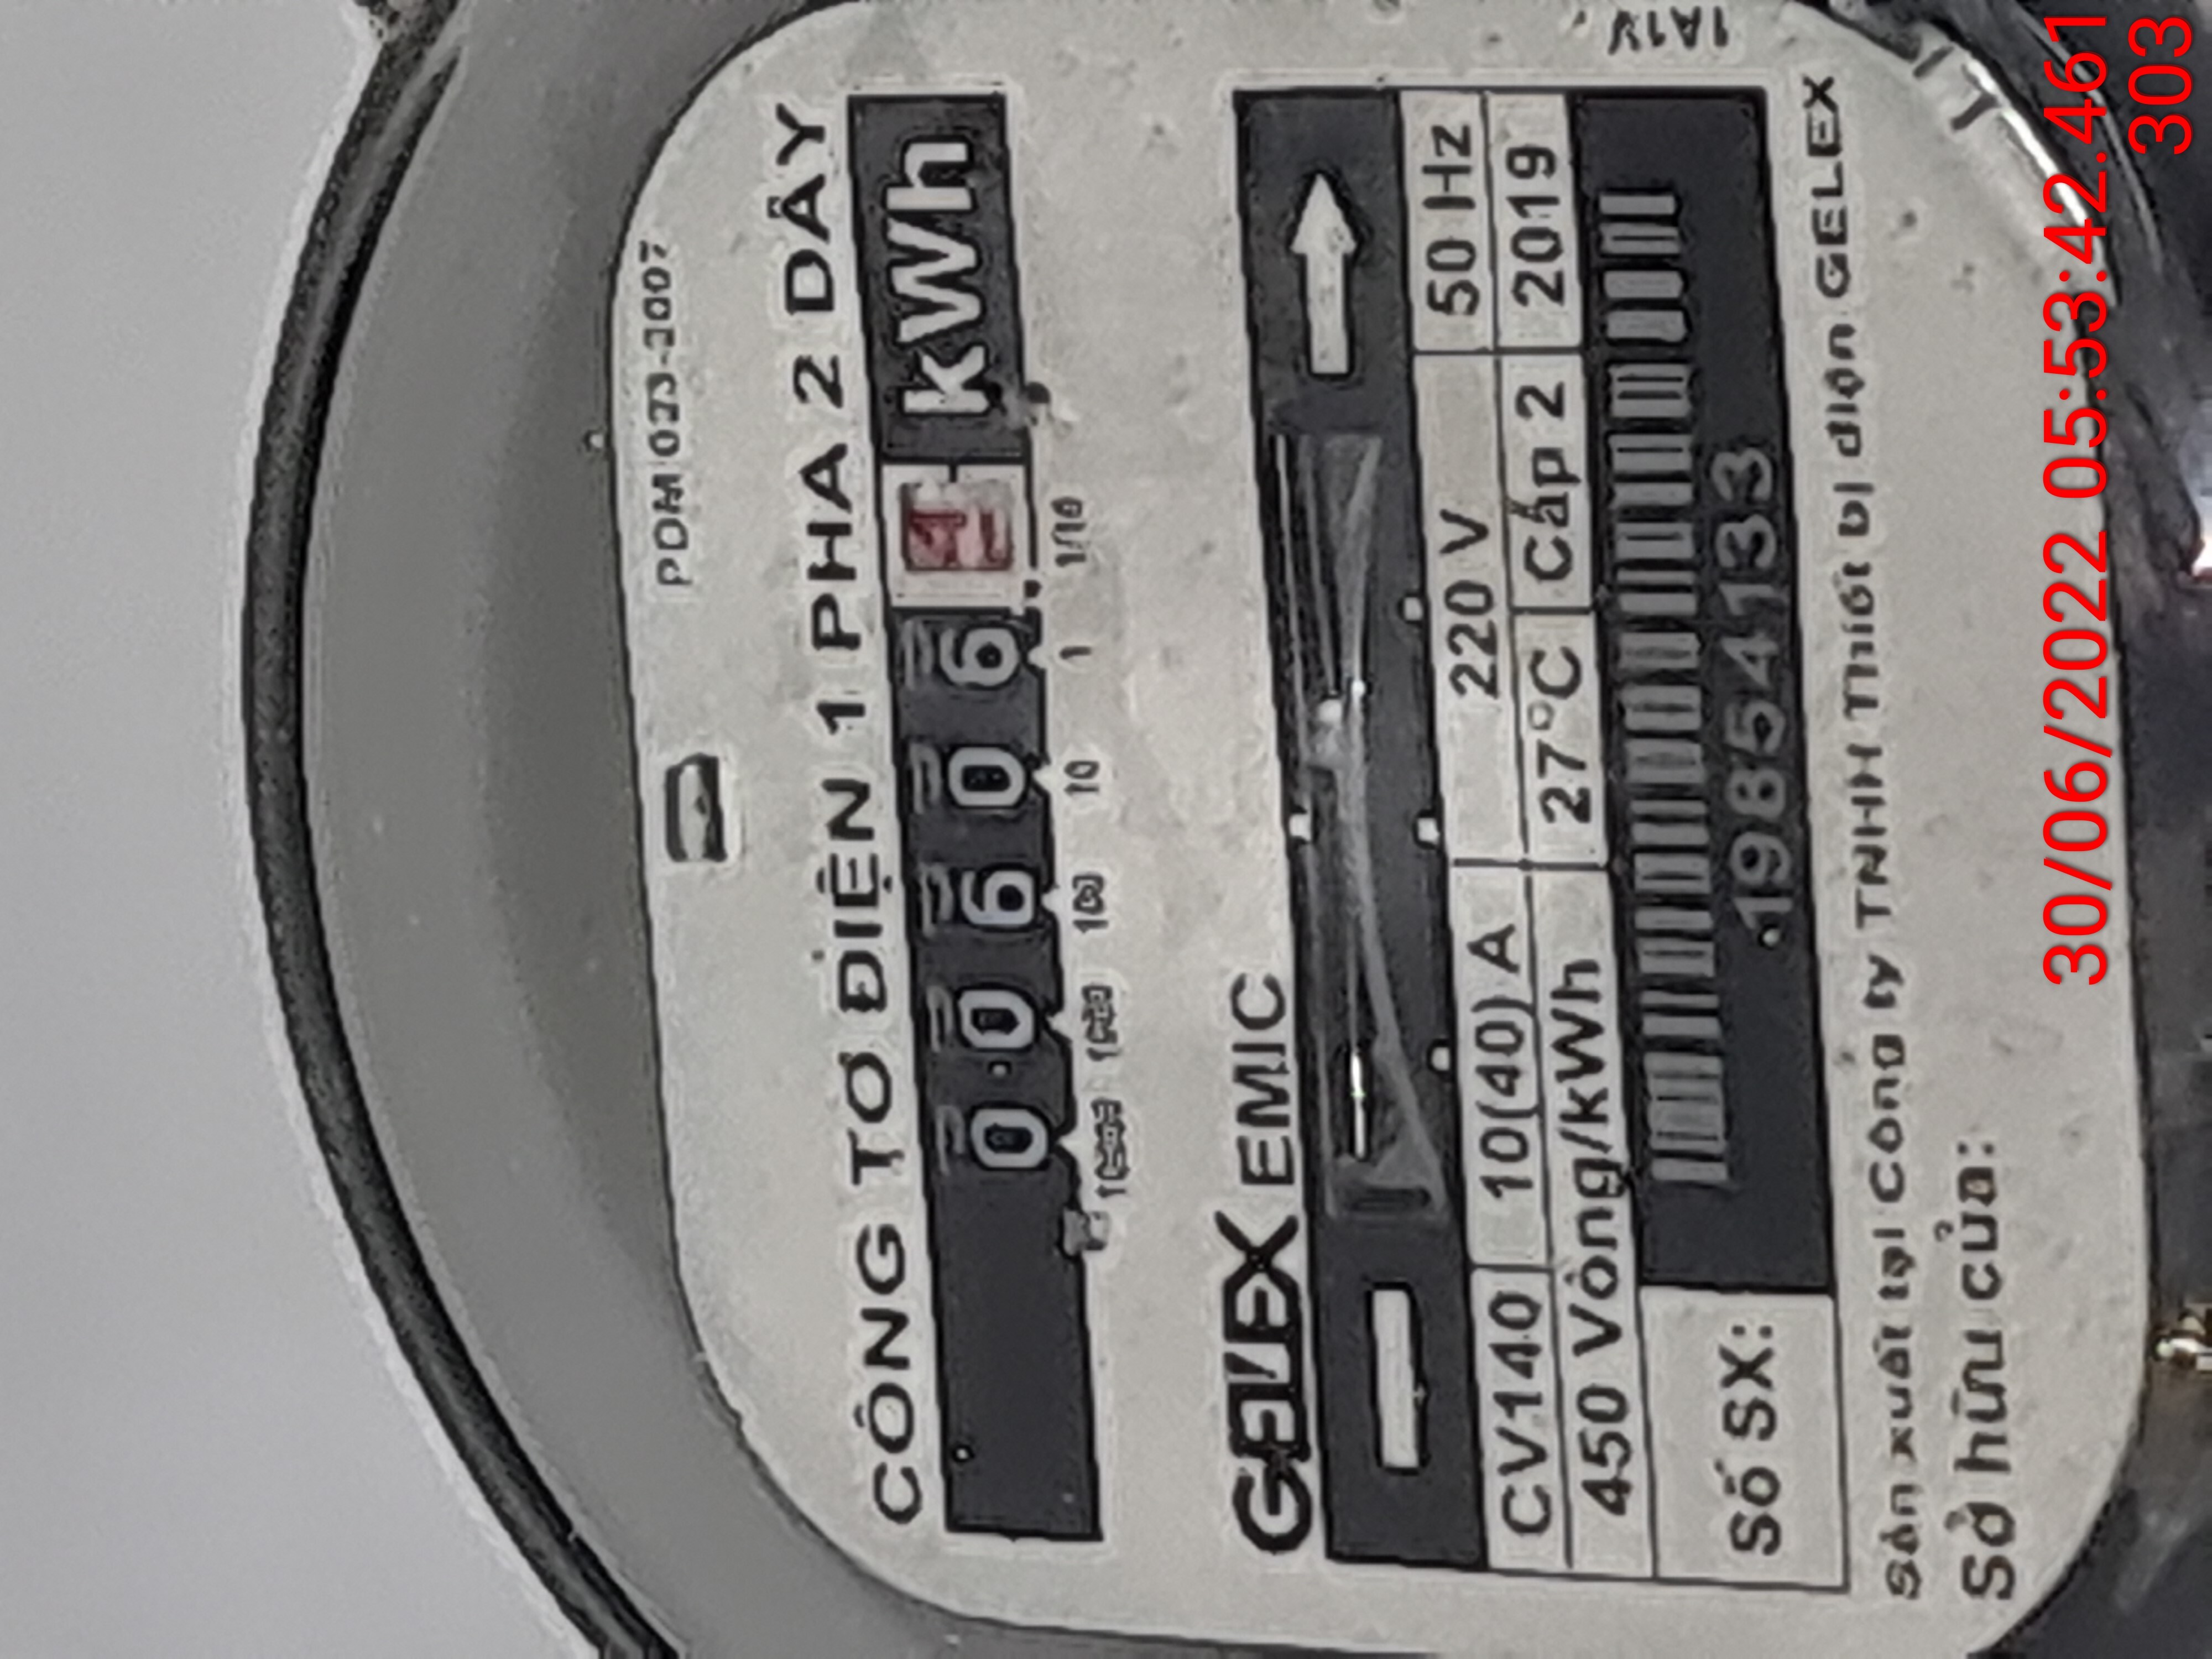 PDM 073-2007
CÔNG TƠ ĐIỆN 1 PHA 2 DÂY
0 0 6 0 6 kWh
10 1 1/10
GELEX EMIC
CV140 10(40) A 220 V 50 Hz
450 Vòng/kWh 27°C Cấp 2 2019
Số SX: 19854133
Sản xuất tại Công ty TNHH Thiết bị điện GELEX
Sở hữu của:
30/06/2022 05:53:42.461
303